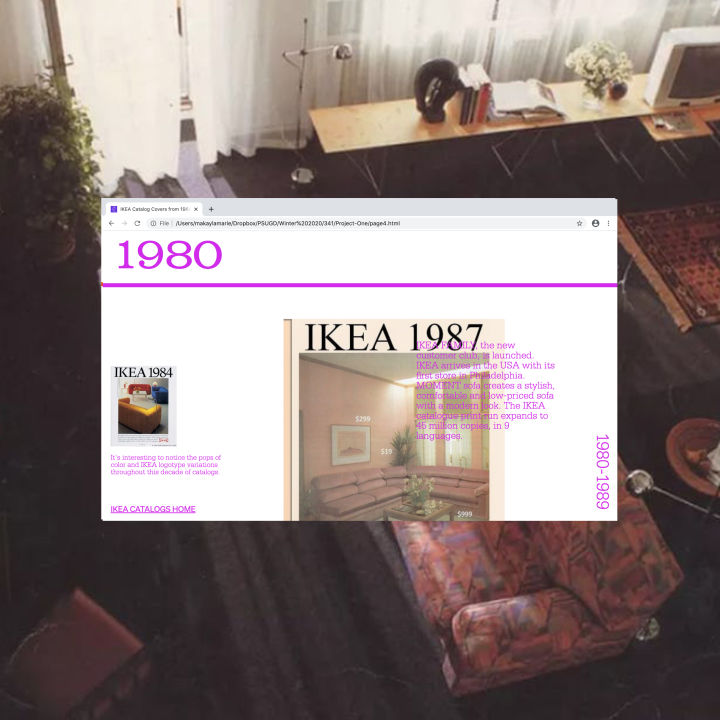 IKEA Catalog Covers from 191
File
/Users/makaylamarie/Dropbox/PSUGD/Winter%202020/341/Project-One/page4.html
1980
IKEA 1984
It's interesting to notice the pops of
color and IKEA logotype variations
throughout this decade of catalogs.
IKEA CATALOGS HOME
IKEA 1987
$299
$19
$999
IKEA FAMILY, the new
customer club, is launched.
IKEA arrives in the USA with its
first store in Philadelphia.
MOMENT sofa creates a stylish,
comfortable and low-priced sofa
with a modern look. The IKEA
catalogue print run expands to
45 million copies, in 9
languages.
1980-1989